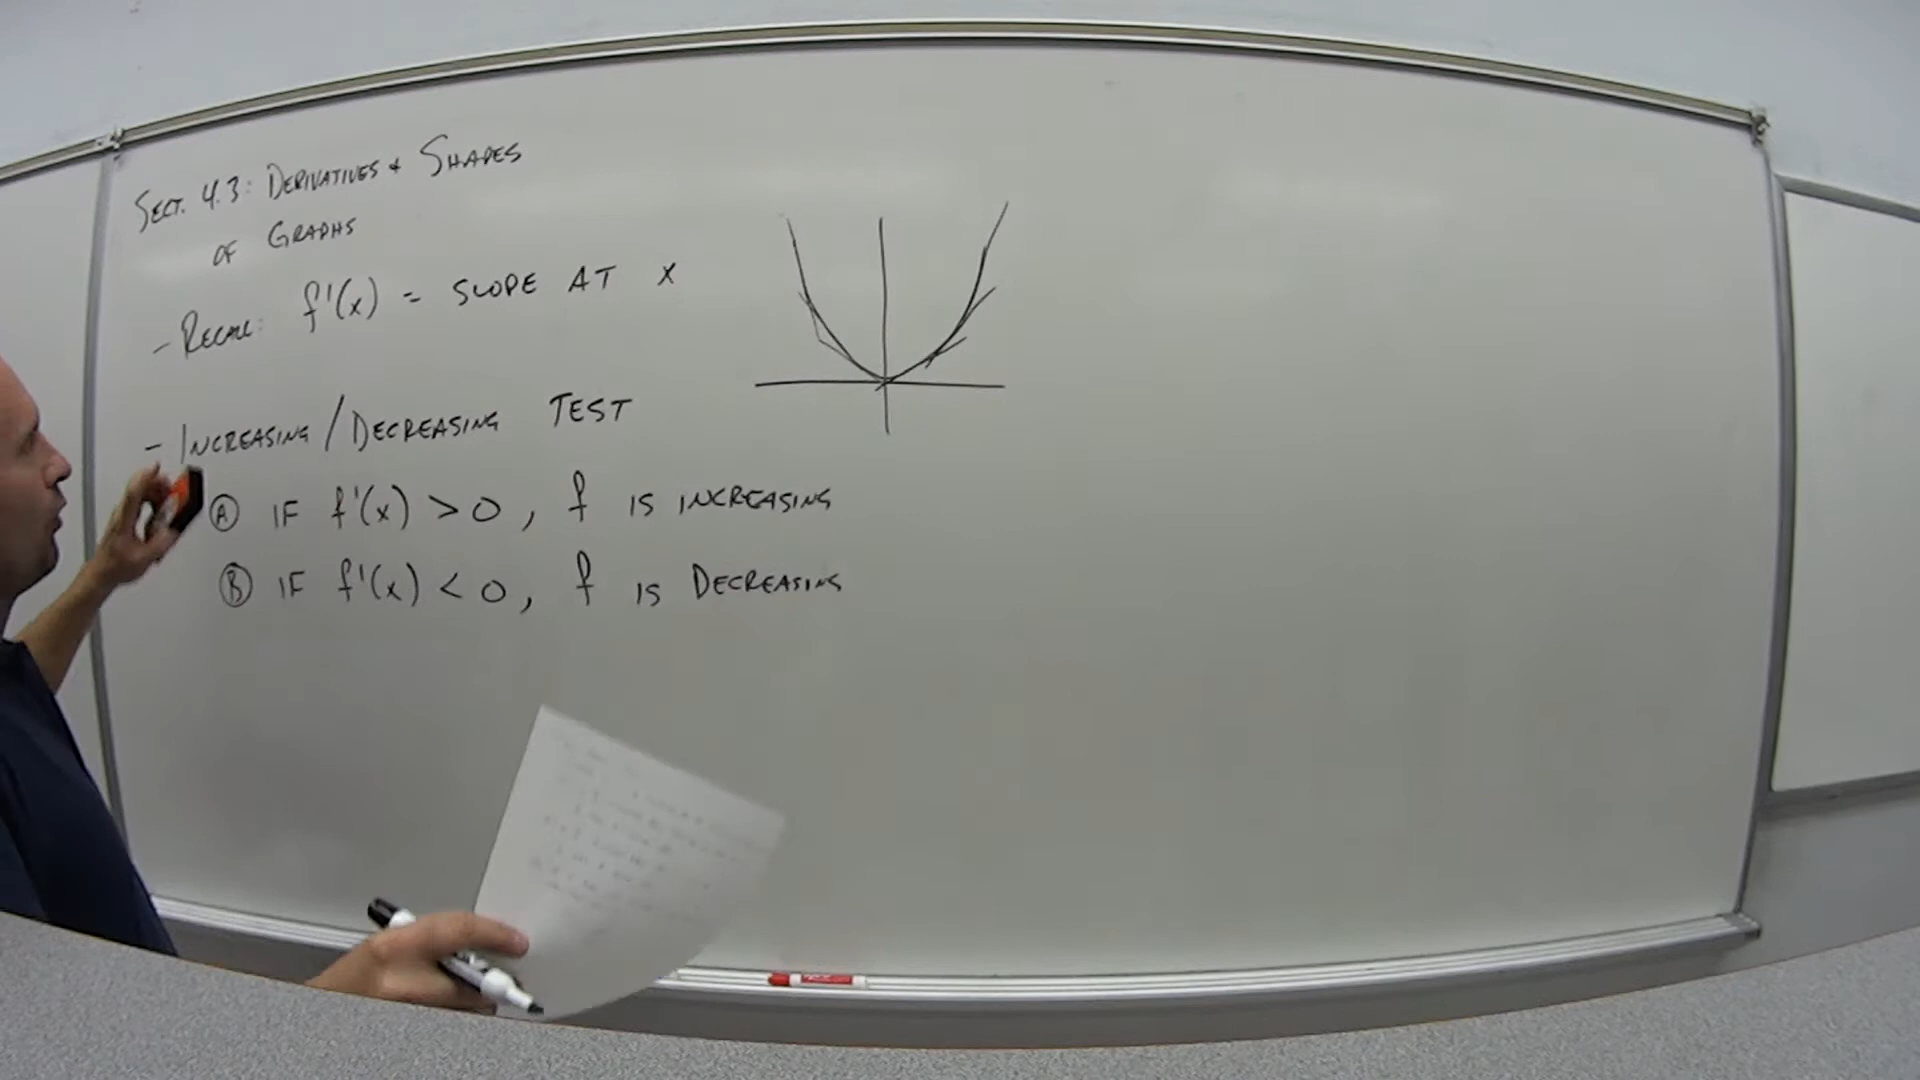 SECT. 4.3: DERIVATIVES + SHAPES
OF GRAPHS
- RECALL: f'(x) = SLOPE AT x
- INCREASING/DECREASING TEST
Ⓐ IF f'(x) > 0, f IS INCREASING
Ⓑ IF f'(x) < 0, f IS DECREASING